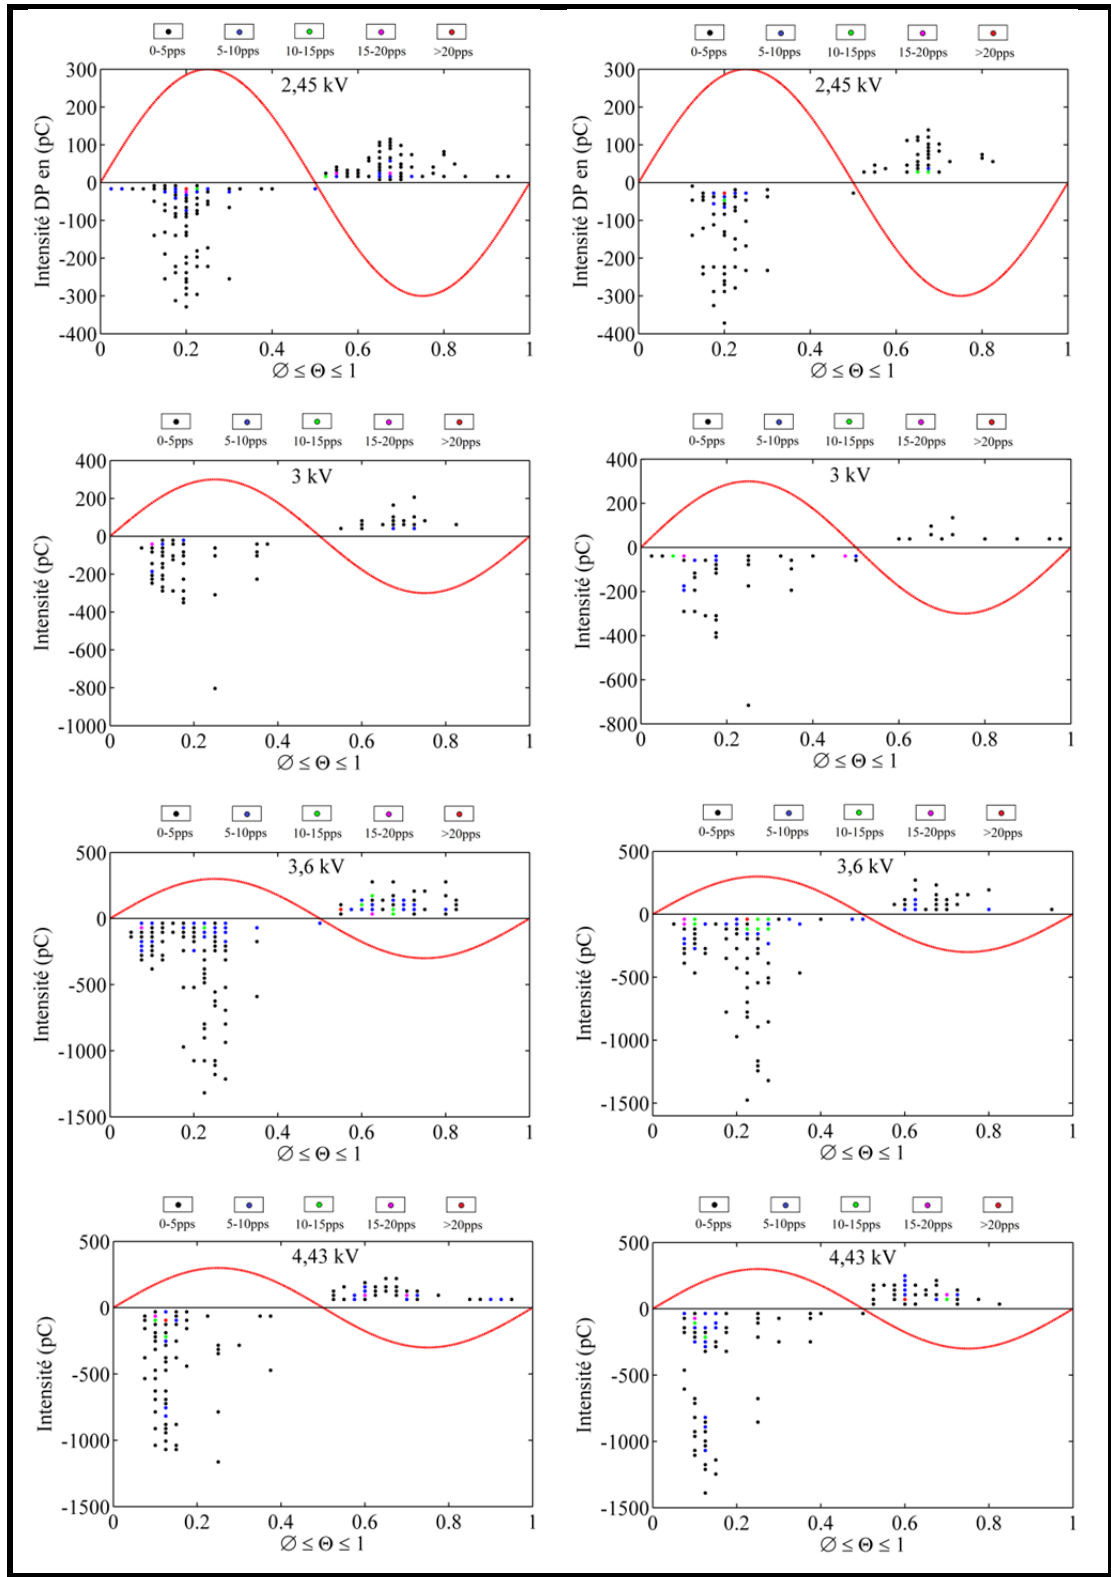 0-5pps 5-10pps 10-15pps 15-20pps >20pps
2,45 kV
Intensité DP en (pC)
300
200
100
0
-100
-200
-300
-400
0 0.2 0.4 0.6 0.8 1
∅ ≤ Θ ≤ 1
0-5pps 5-10pps 10-15pps 15-20pps >20pps
2,45 kV
Intensité DP en (pC)
300
200
100
0
-100
-200
-300
-400
0 0.2 0.4 0.6 0.8 1
∅ ≤ Θ ≤ 1
0-5pps 5-10pps 10-15pps 15-20pps >20pps
3 kV
Intensité (pC)
400
200
0
-200
-400
-600
-800
-1000
0 0.2 0.4 0.6 0.8 1
∅ ≤ Θ ≤ 1
0-5pps 5-10pps 10-15pps 15-20pps >20pps
3 kV
Intensité (pC)
400
200
0
-200
-400
-600
-800
0 0.2 0.4 0.6 0.8 1
∅ ≤ Θ ≤ 1
0-5pps 5-10pps 10-15pps 15-20pps >20pps
3,6 kV
Intensité (pC)
500
0
-500
-1000
-1500
0 0.2 0.4 0.6 0.8 1
∅ ≤ Θ ≤ 1
0-5pps 5-10pps 10-15pps 15-20pps >20pps
3,6 kV
Intensité (pC)
500
0
-500
-1000
-1500
0 0.2 0.4 0.6 0.8 1
∅ ≤ Θ ≤ 1
0-5pps 5-10pps 10-15pps 15-20pps >20pps
4,43 kV
Intensité (pC)
500
0
-500
-1000
-1500
0 0.2 0.4 0.6 0.8 1
∅ ≤ Θ ≤ 1
0-5pps 5-10pps 10-15pps 15-20pps >20pps
4,43 kV
Intensité (pC)
500
0
-500
-1000
-1500
0 0.2 0.4 0.6 0.8 1
∅ ≤ Θ ≤ 1